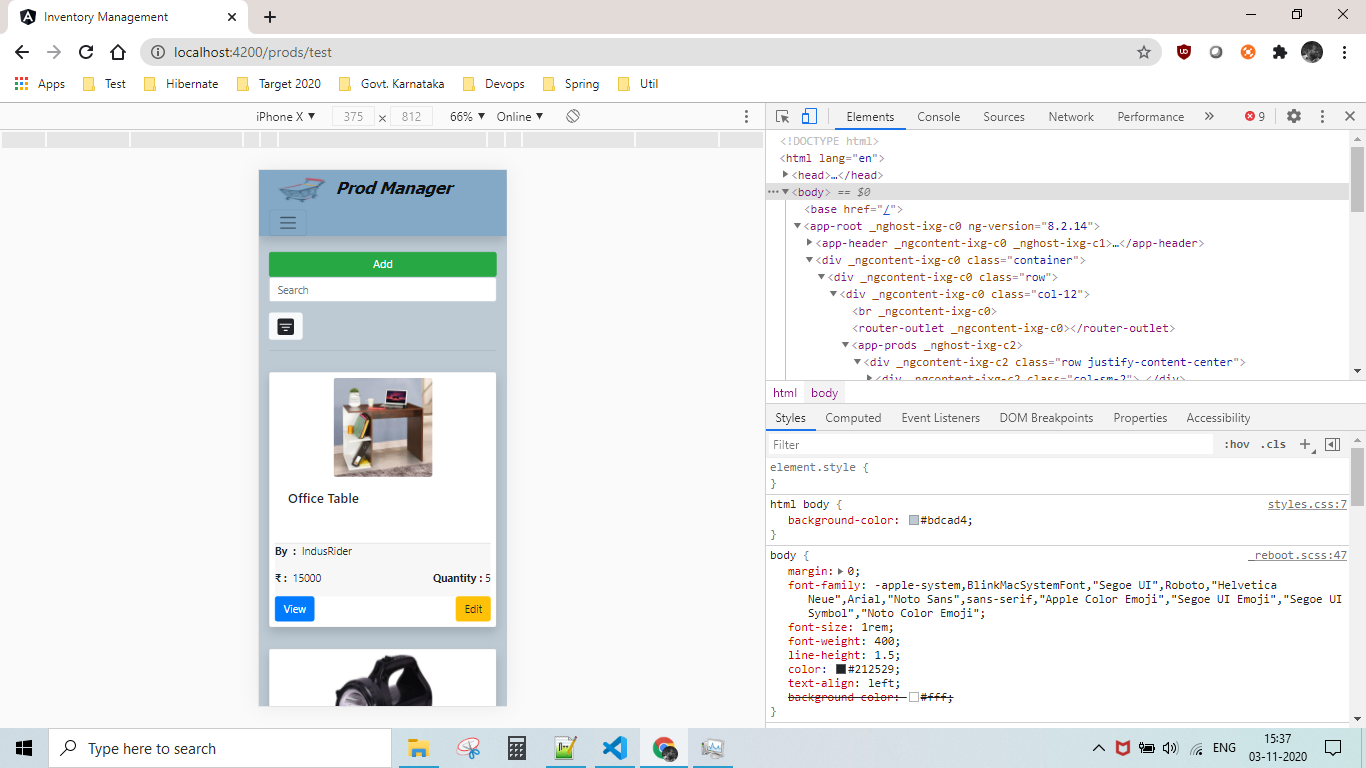 Inventory Management
localhost:4200/prods/test
Apps Test Hibernate Target 2020 Govt. Karnataka Devops Spring Util
iPhone X ▼ 375 × 812 66% ▼ Online ▼
Elements Console Sources Network Performance » 9
Prod Manager
Add
Search
Office Table
By : IndusRider
₹ : 15000 Quantity : 5
View Edit
<!DOCTYPE html>
<html lang="en">
<head>…</head>
<body> == $0
<base href="/">
<app-root _nghost-ixg-c0 ng-version="8.2.14">
<app-header _ngcontent-ixg-c0 _nghost-ixg-c1>…</app-header>
<div _ngcontent-ixg-c0 class="container">
<div _ngcontent-ixg-c0 class="row">
<div _ngcontent-ixg-c0 class="col-12">
<br _ngcontent-ixg-c0>
<router-outlet _ngcontent-ixg-c0></router-outlet>
<app-prods _nghost-ixg-c2>
<div _ngcontent-ixg-c2 class="row justify-content-center">
<div _ngcontent-ixg-c2 class="col-sm-2">…</div>
html body
Styles Computed Event Listeners DOM Breakpoints Properties Accessibility
Filter :hov .cls +
element.style {
}
html body { styles.css:7
background-color: #bdcad4;
}
body { _reboot.scss:47
margin: 0;
font-family: -apple-system,BlinkMacSystemFont,"Segoe UI",Roboto,"Helvetica
Neue",Arial,"Noto Sans",sans-serif,"Apple Color Emoji","Segoe UI Emoji","Segoe UI
Symbol","Noto Color Emoji";
font-size: 1rem;
font-weight: 400;
line-height: 1.5;
color: #212529;
text-align: left;
background-color: #fff;
}
Type here to search
ENG
15:37
03-11-2020